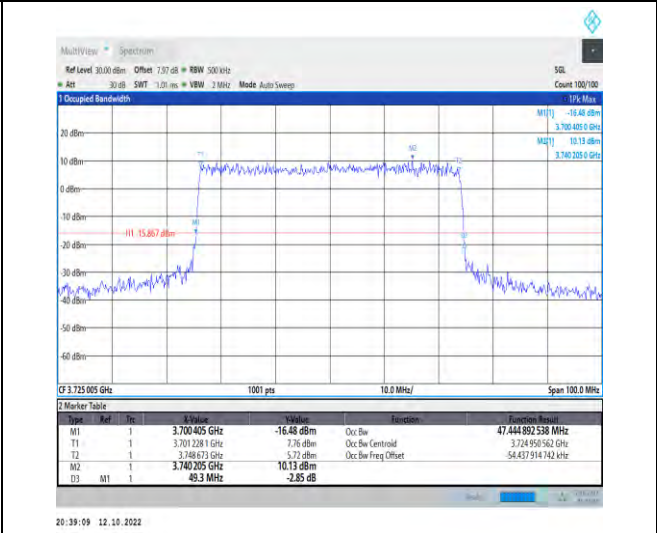 MultiView Spectrum
Ref Level 30.00 dBm Offset 7.97 dB RBW 500 kHz SGL
Att 30 dB SWT 1.01 ms VBW 2 MHz Mode Auto Sweep Count 100/100
1 Occupied Bandwidth 1Pk Max
M1[1] -16.48 dBm
3.700 405 0 GHz
20 dBm
M2[1] 10.13 dBm
3.740 205 0 GHz
T1 M2 T2
10 dBm
0 dBm
-10 dBm
M1
H1 -15.867 dBm
-20 dBm
-30 dBm
-40 dBm
-50 dBm
-60 dBm
CF 3.725 005 GHz 1001 pts 10.0 MHz/ Span 100.0 MHz
2 Marker Table
Type Ref Trc X-Value Y-Value Function Function Result
M1 1 3.700 405 GHz -16.48 dBm Occ Bw 47.444 892 538 MHz
T1 1 3.701 228 1 GHz 7.76 dBm Occ Bw Centroid 3.724 950 562 GHz
T2 1 3.748 673 GHz 5.72 dBm Occ Bw Freq Offset -54.437 914 742 kHz
M2 1 3.740 205 GHz 10.13 dBm
D3 M1 1 49.3 MHz -2.85 dB
20:39:09 12.10.2022